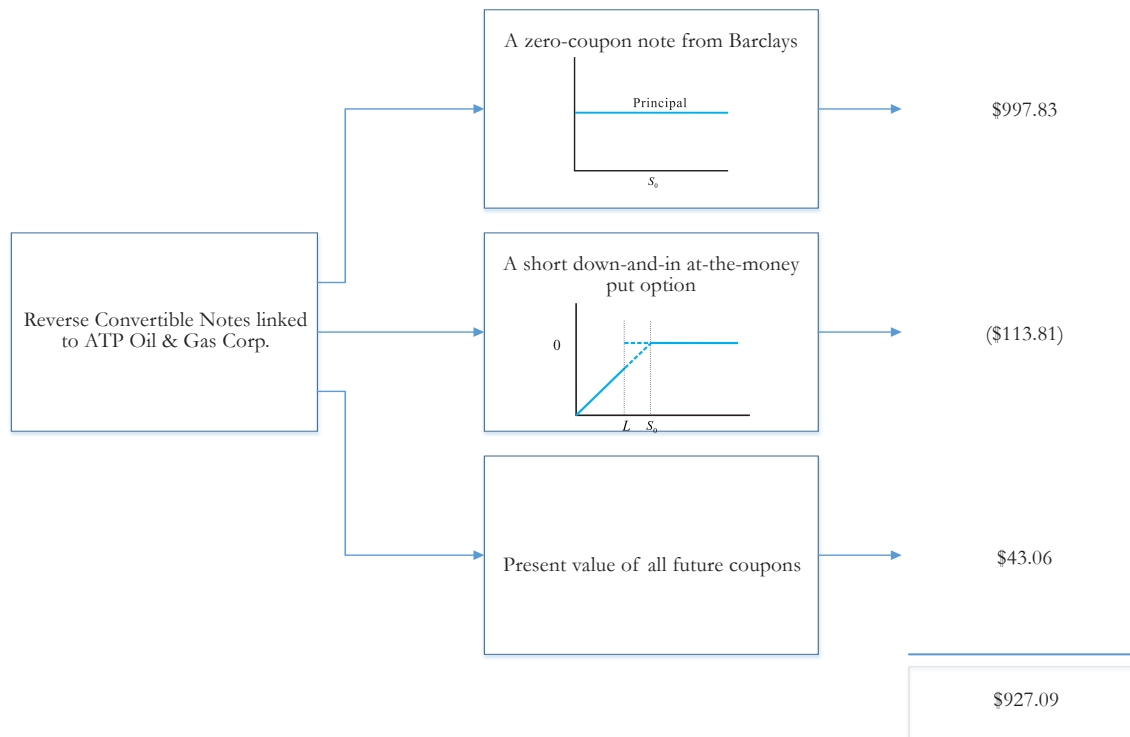 A zero-coupon note from Barclays
Principal
S₀
$997.83
Reverse Convertible Notes linked
to ATP Oil & Gas Corp.
A short down-and-in at-the-money
put option
0
L S₀
($113.81)
Present value of all future coupons
$43.06
$927.09